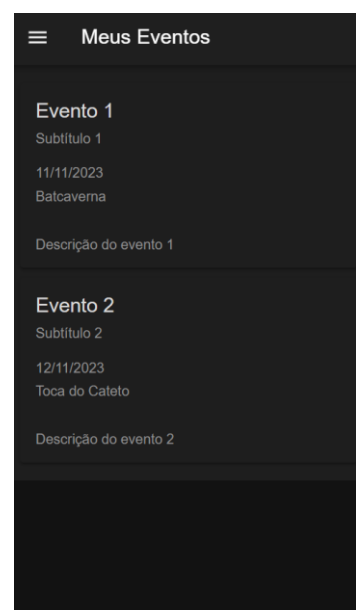 Meus Eventos
Evento 1
Subtítulo 1
11/11/2023
Batcaverna
Descrição do evento 1
Evento 2
Subtítulo 2
12/11/2023
Toca do Cateto
Descrição do evento 2